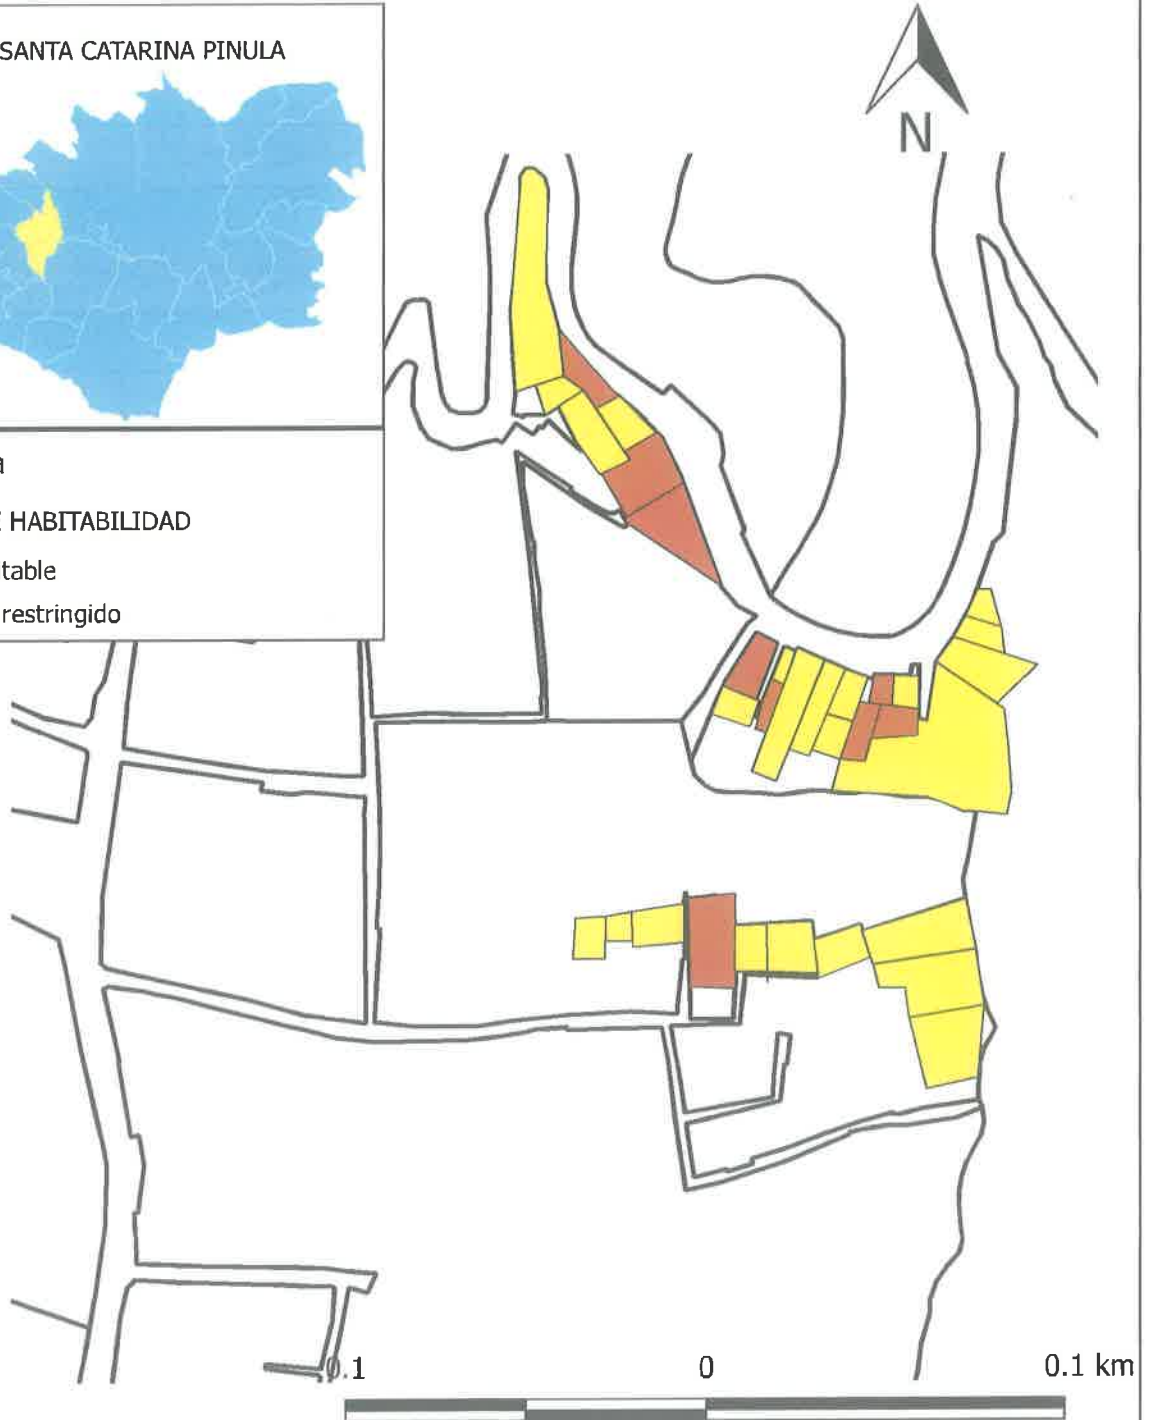 SANTA CATARINA PINULA
N
a
E HABITABILIDAD
table
restringido
0.1
0
0.1 km